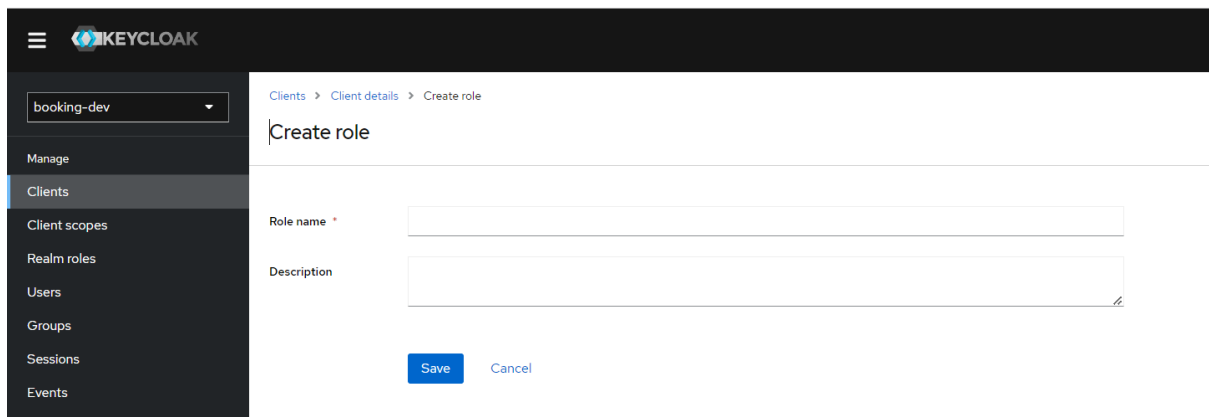 KEYCLOAK
booking-dev
Clients > Client details > Create role
Create role
Manage
Clients
Client scopes
Realm roles
Users
Groups
Sessions
Events
Role name *
Description
Save Cancel